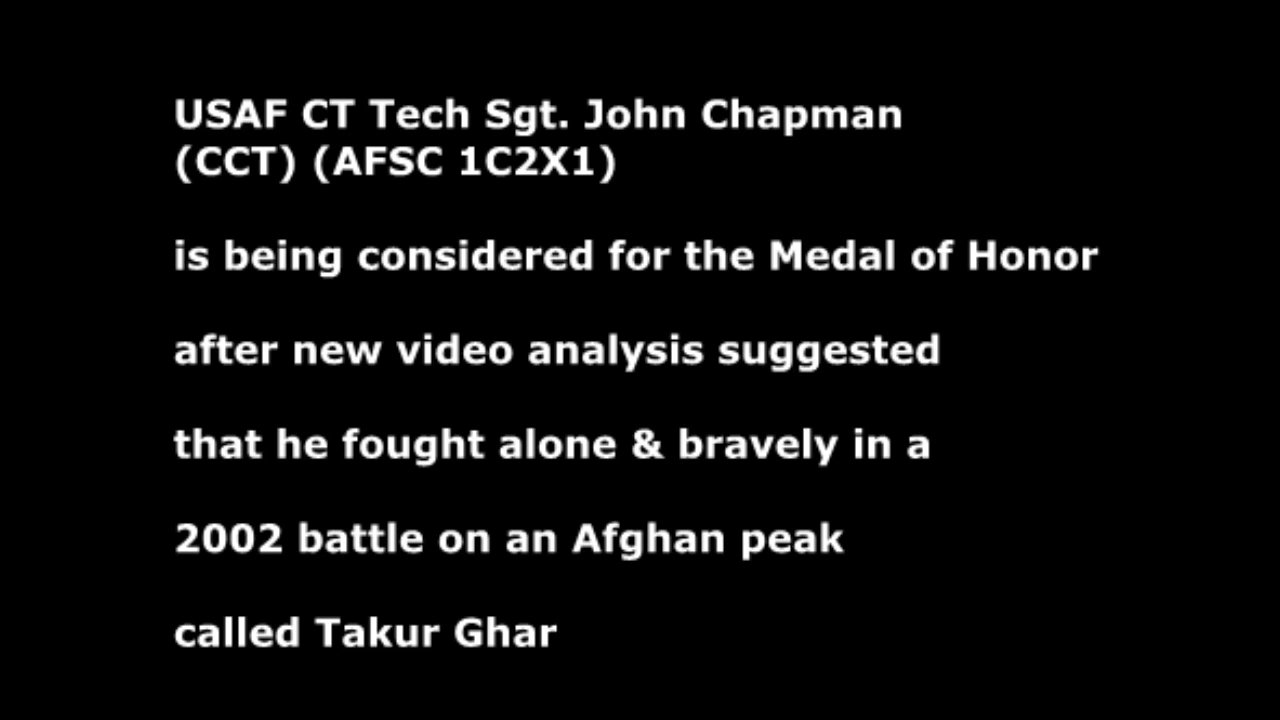 USAF CT Tech Sgt. John Chapman
(CCT) (AFSC 1C2X1)
is being considered for the Medal of Honor
after new video analysis suggested
that he fought alone & bravely in a
2002 battle on an Afghan peak
called Takur Ghar